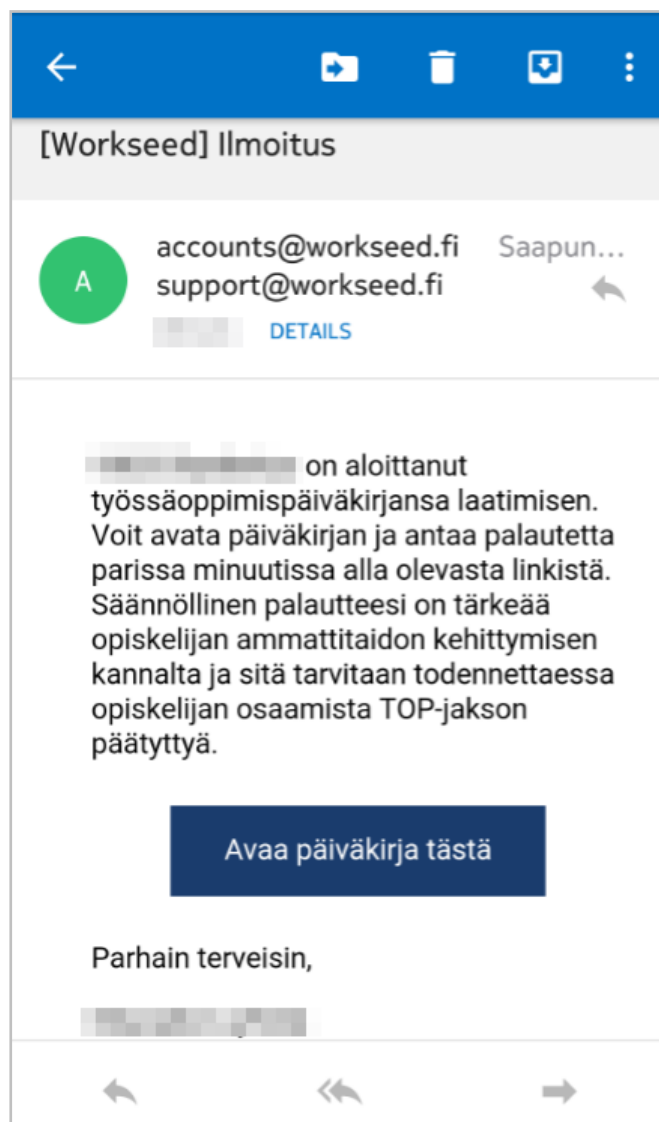 [Workseed] Ilmoitus
accounts@workseed.fi Saapun...
A
support@workseed.fi
DETAILS
on aloittanut
työssäoppimispäiväkirjansa laatimisen.
Voit avata päiväkirjan ja antaa palautetta
parissa minuutissa alla olevasta linkistä.
Säännöllinen palautteesi on tärkeää
opiskelijan ammattitaidon kehittymisen
kannalta ja sitä tarvitaan todennettaessa
opiskelijan osaamista TOP-jakson
päätyttyä.
Avaa päiväkirja tästä
Parhain terveisin,